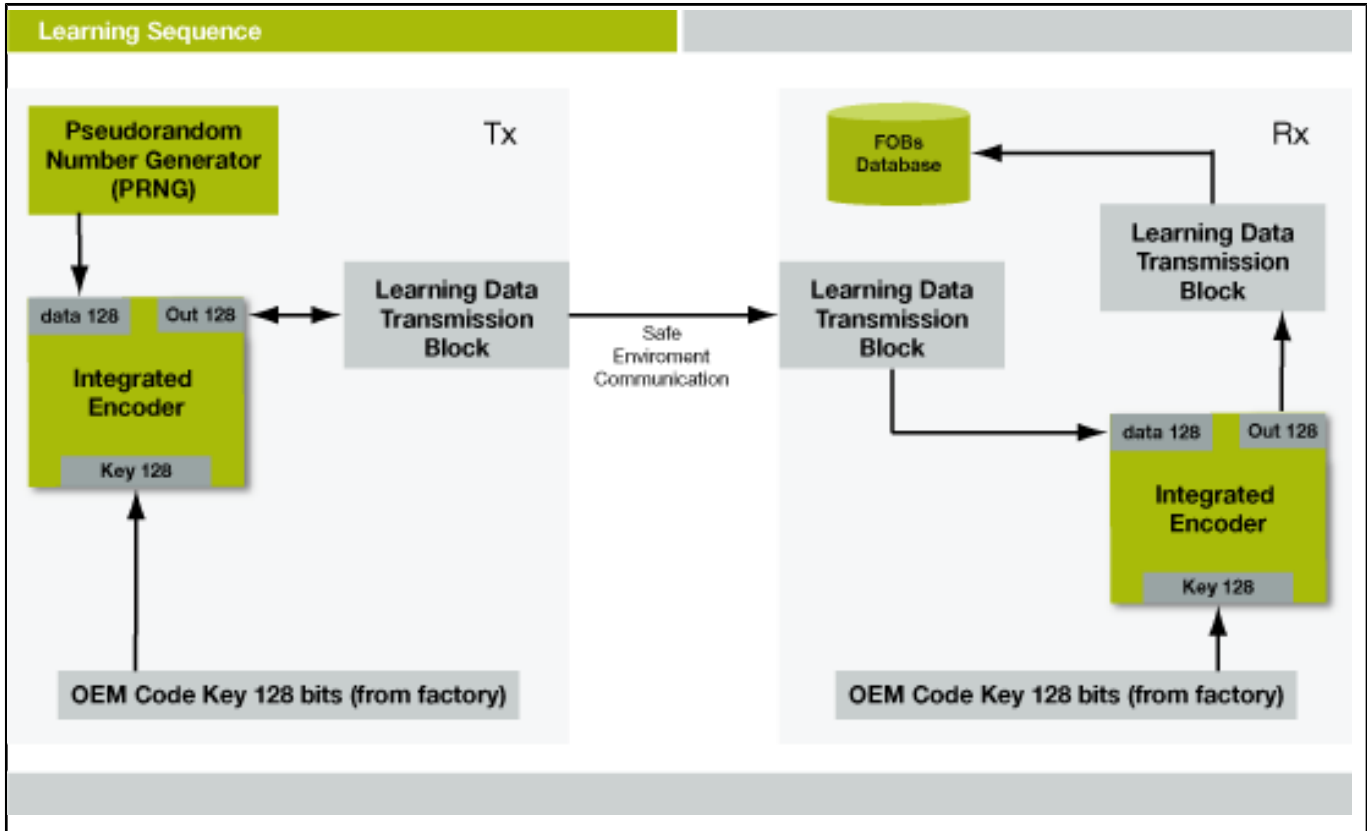 Learning Sequence
Tx
Pseudorandom
Number Generator
(PRNG)
data 128
Out 128
Integrated
Encoder
Key 128
Learning Data
Transmission
Block
OEM Code Key 128 bits (from factory)
Safe
Enviroment
Communication
Rx
FOBs
Database
Learning Data
Transmission
Block
Learning Data
Transmission
Block
data 128
Out 128
Integrated
Encoder
Key 128
OEM Code Key 128 bits (from factory)